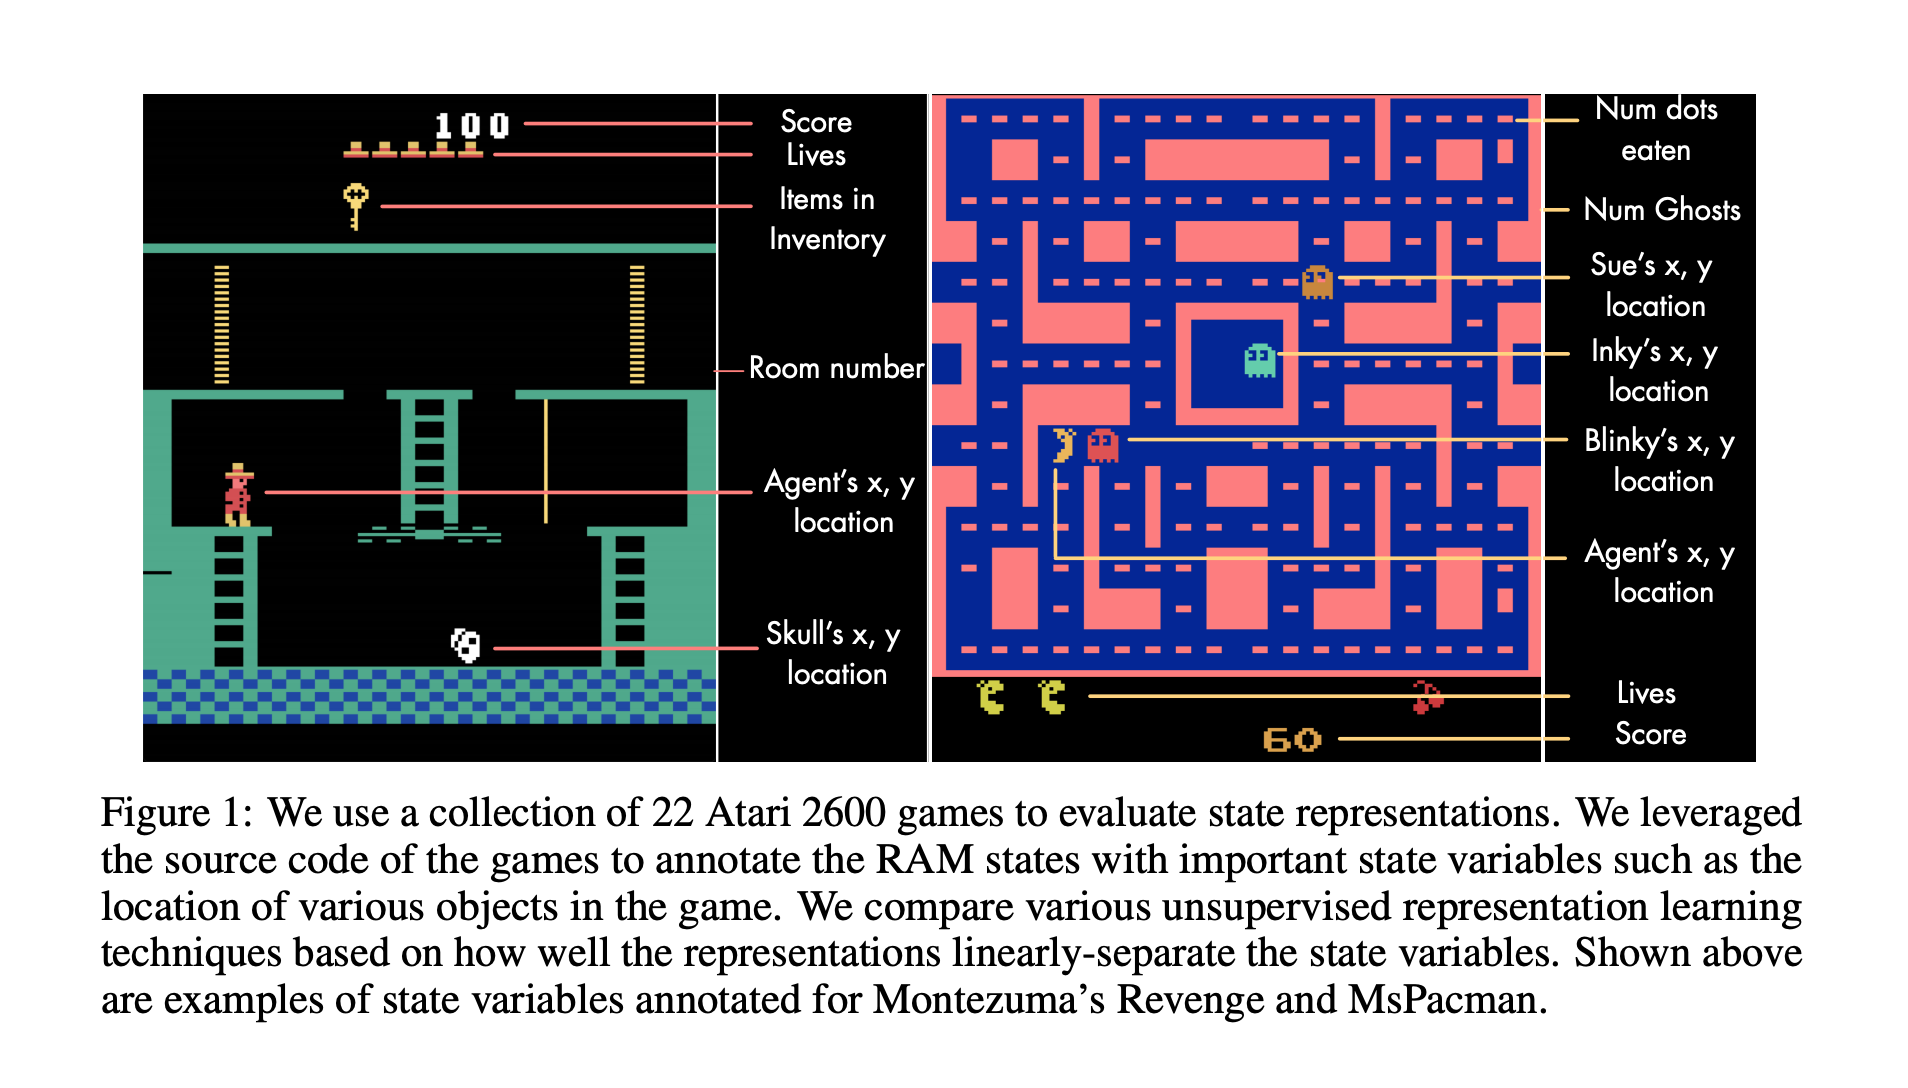 100
Score
Lives
Items in
Inventory
Room number
Agent's x, y
location
Skull's x, y
location
Num dots
eaten
Num Ghosts
Sue's x, y
location
Inky's x, y
location
Blinky's x, y
location
Agent's x, y
location
Lives
60
Score
Figure 1: We use a collection of 22 Atari 2600 games to evaluate state representations. We leveraged
the source code of the games to annotate the RAM states with important state variables such as the
location of various objects in the game. We compare various unsupervised representation learning
techniques based on how well the representations linearly-separate the state variables. Shown above
are examples of state variables annotated for Montezuma's Revenge and MsPacman.